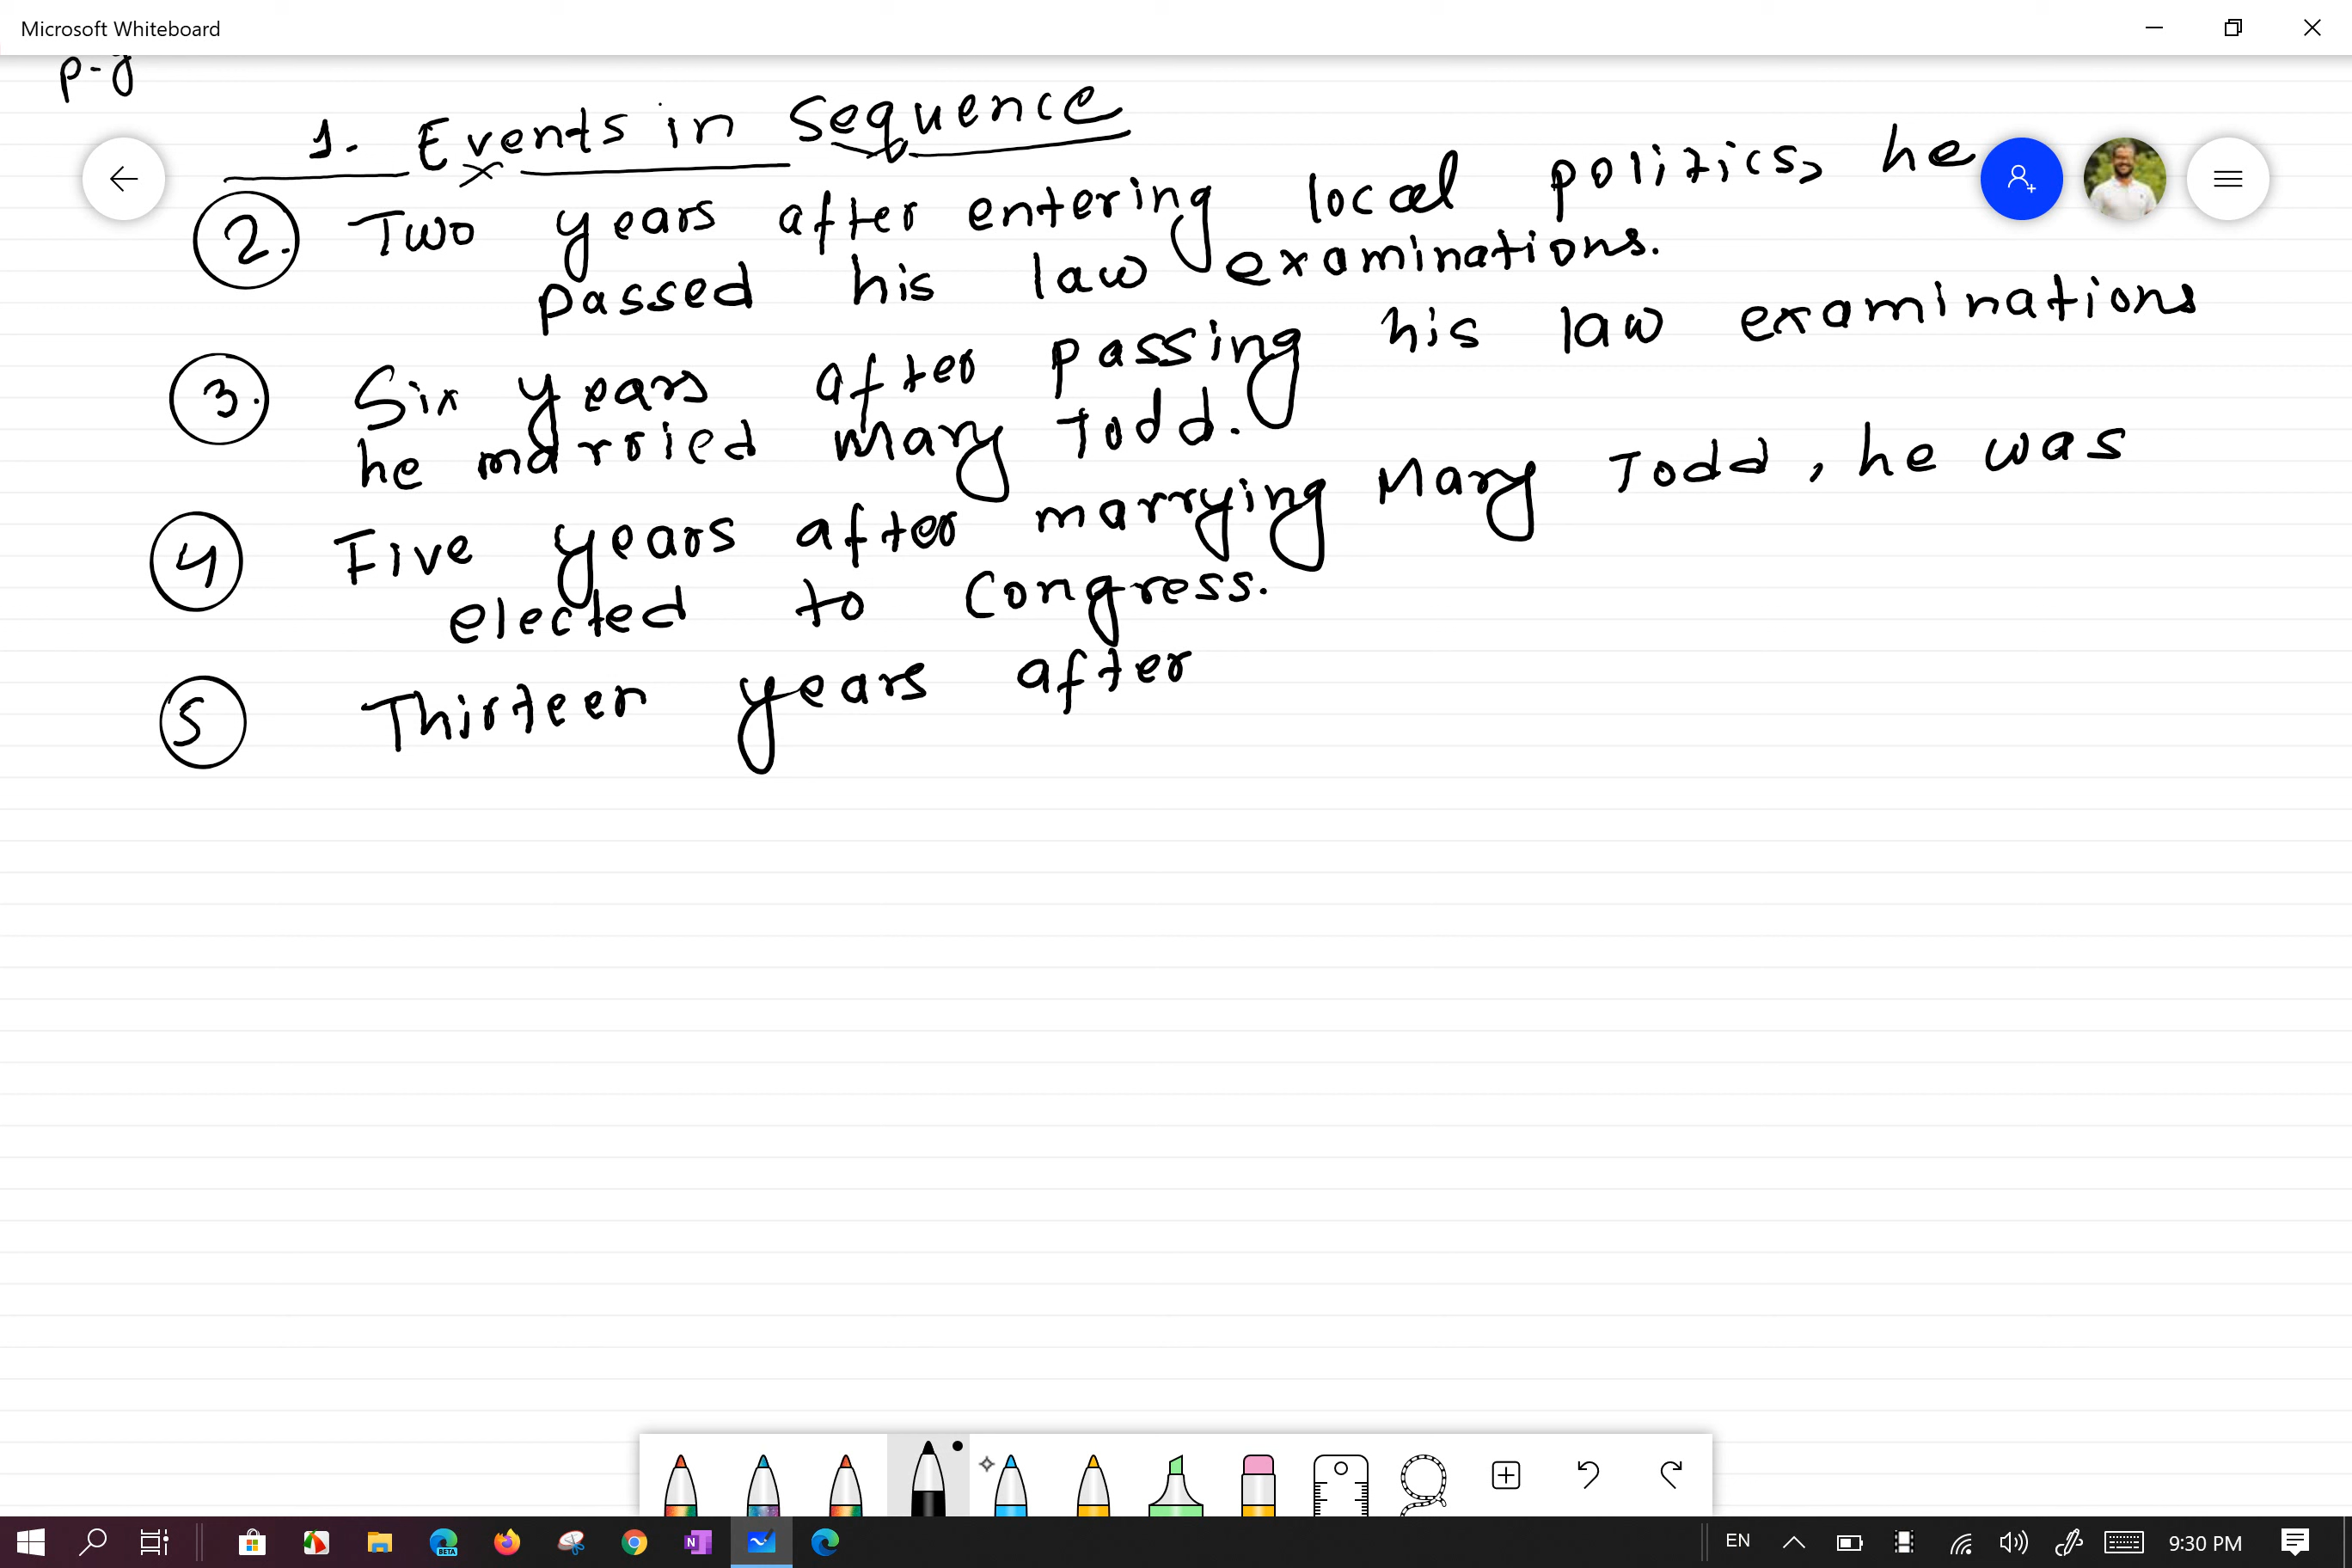 Microsoft Whiteboard
p-g
1. Events in Sequence
2. Two years after entering local politics, he
passed his law examinations.
3. Six years after passing his law examinations
he married Mary Todd.
4 Five years after marrying Mary Todd, he was
elected to Congress.
5 Thirteen years after
BETA
N
EN
9:30 PM